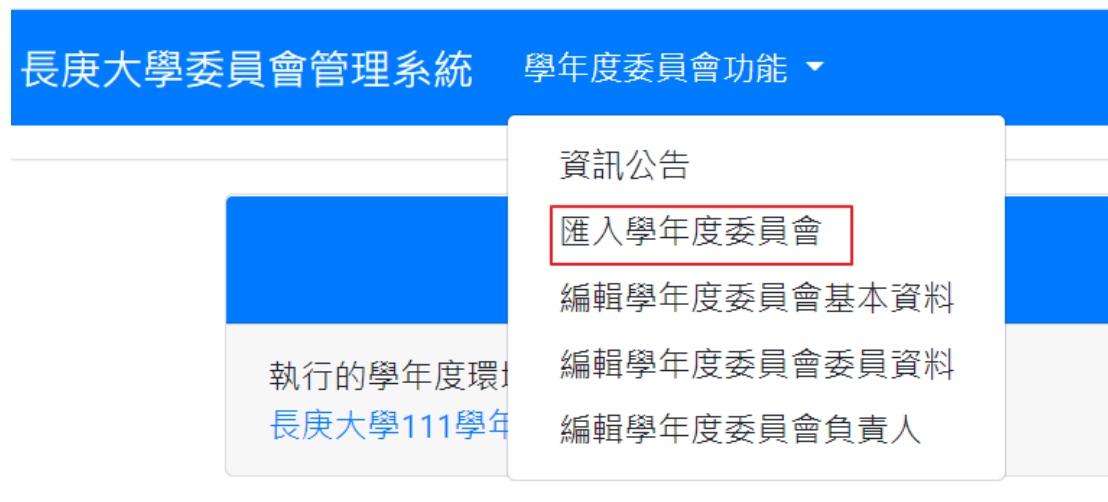 長庚大學委員會管理系統 學年度委員會功能
資訊公告
匯入學年度委員會
編輯學年度委員會基本資料
編輯學年度委員會委員資料
編輯學年度委員會負責人
執行的學年度環
長庚大學111學年